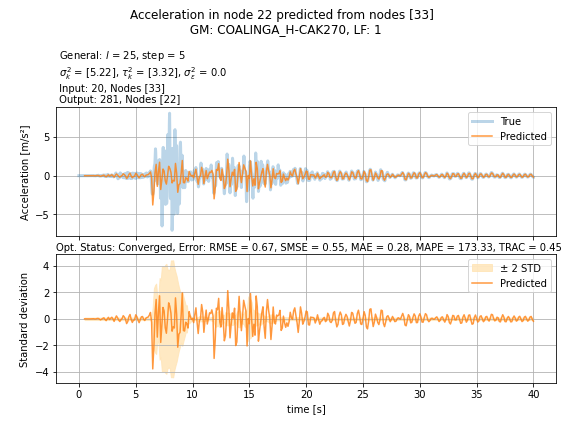 Acceleration in node 22 predicted from nodes [33]
GM: COALINGA_H-CAK270, LF: 1
General: l = 25, step = 5
σ²ₖ = [5.22], τ²ₖ = [3.32], σ²ε = 0.0
Input: 20, Nodes [33]
Output: 281, Nodes [22]
Acceleration [m/s²]
5
0
−5
True
Predicted
Opt. Status: Converged, Error: RMSE = 0.67, SMSE = 0.55, MAE = 0.28, MAPE = 173.33, TRAC = 0.45
Standard deviation
4
2
0
−2
−4
± 2 STD
Predicted
0 5 10 15 20 25 30 35 40
time [s]